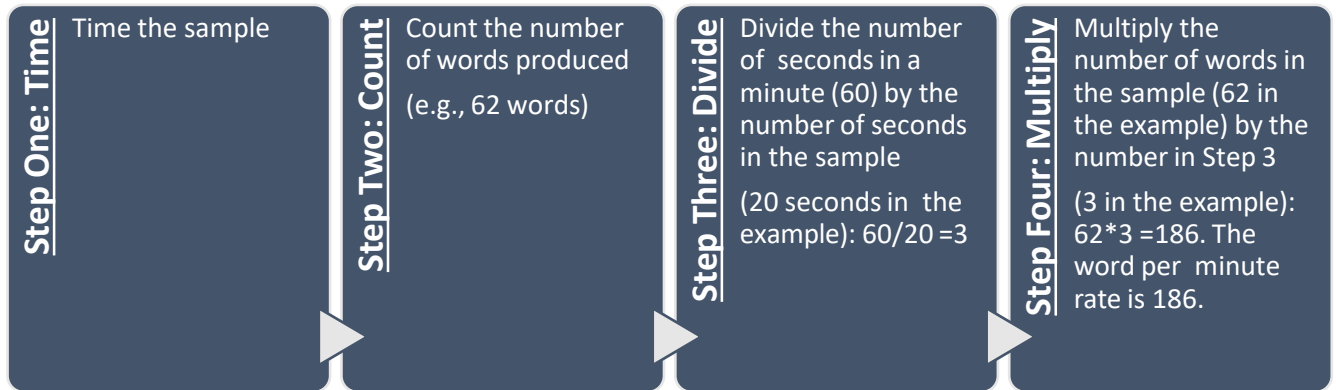 Step One: Time
Time the sample
Step Two: Count
Count the number
of words produced
(e.g., 62 words)
Step Three: Divide
Divide the number
of seconds in a
minute (60) by the
number of seconds
in the sample
(20 seconds in the
example): 60/20 =3
Step Four: Multiply
Multiply the
number of words in
the sample (62 in
the example) by the
number in Step 3
(3 in the example):
62*3 =186. The
word per minute
rate is 186.